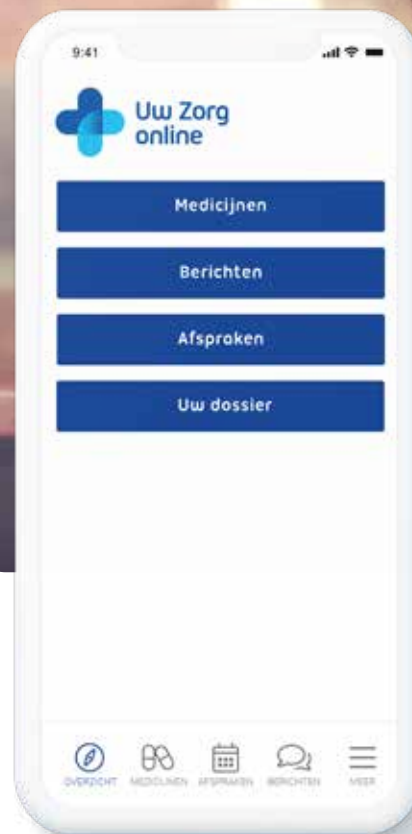 9:41
Uw Zorg
online
Medicijnen
Berichten
Afspraken
Uw dossier
OVERZICHT MEDICIJNEN AFSPRAKEN BERICHTEN MEER